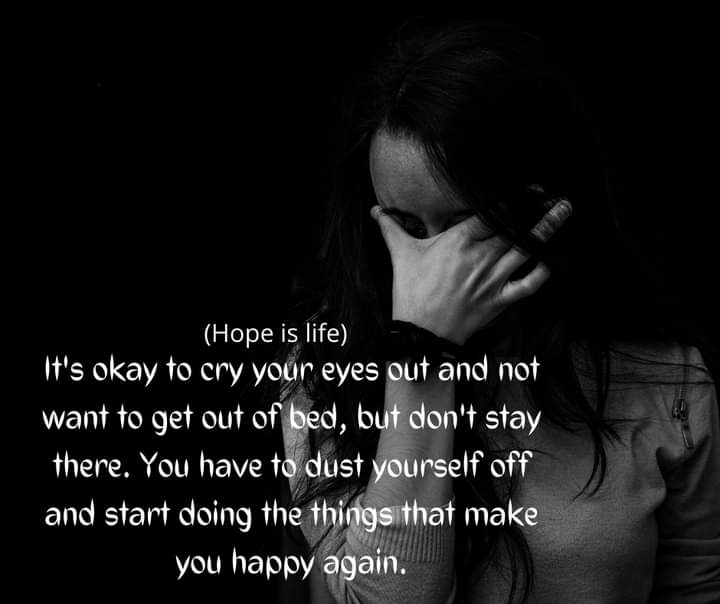 (Hope is life)
It's okay to cry your eyes out and not
want to get out of bed, but don't stay
there. You have to dust yourself off
and start doing the things that make
you happy again.